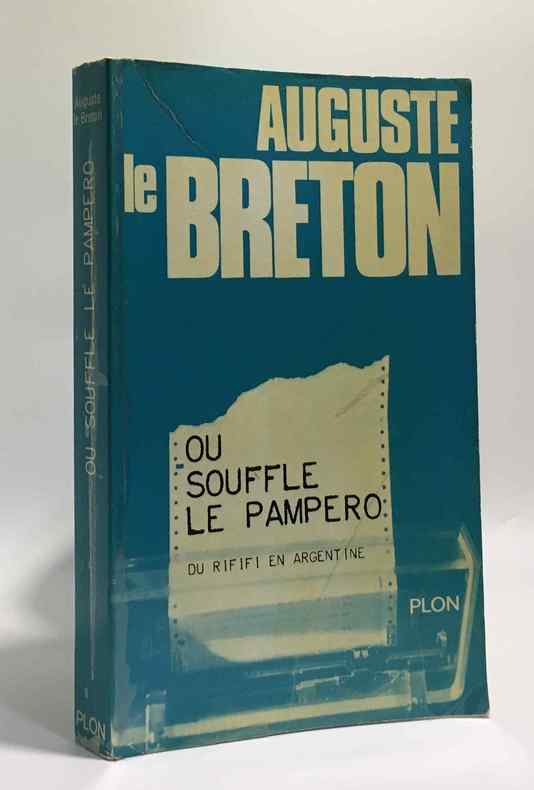 AUGUSTE
le BRETON
OU
SOUFFLE
LE PAMPERO
DU RIFIFI EN ARGENTINE
PLON
Auguste
le Breton
OU SOUFFLE LE PAMPERO
PLON